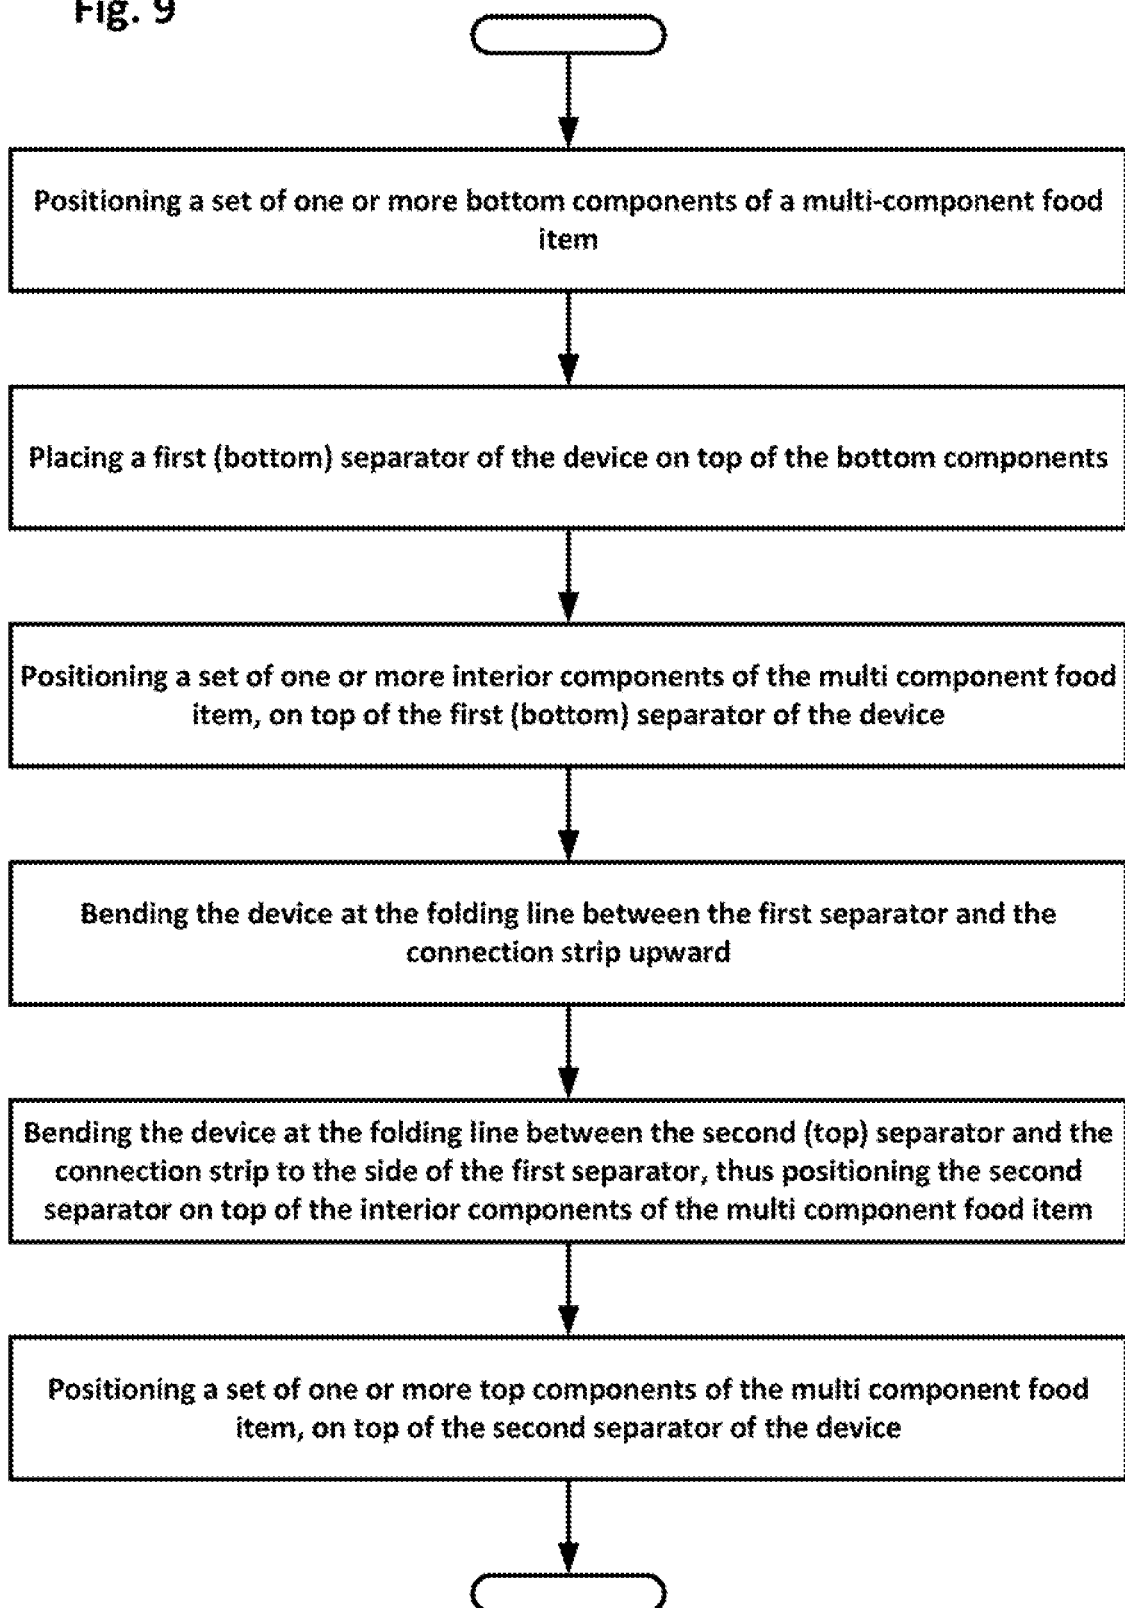 Fig. 9
Positioning a set of one or more bottom components of a multi-component food
item
Placing a first (bottom) separator of the device on top of the bottom components
Positioning a set of one or more interior components of the multi component food
item, on top of the first (bottom) separator of the device
Bending the device at the folding line between the first separator and the
connection strip upward
Bending the device at the folding line between the second (top) separator and the
connection strip to the side of the first separator, thus positioning the second
separator on top of the interior components of the multi component food item
Positioning a set of one or more top components of the multi component food
item, on top of the second separator of the device